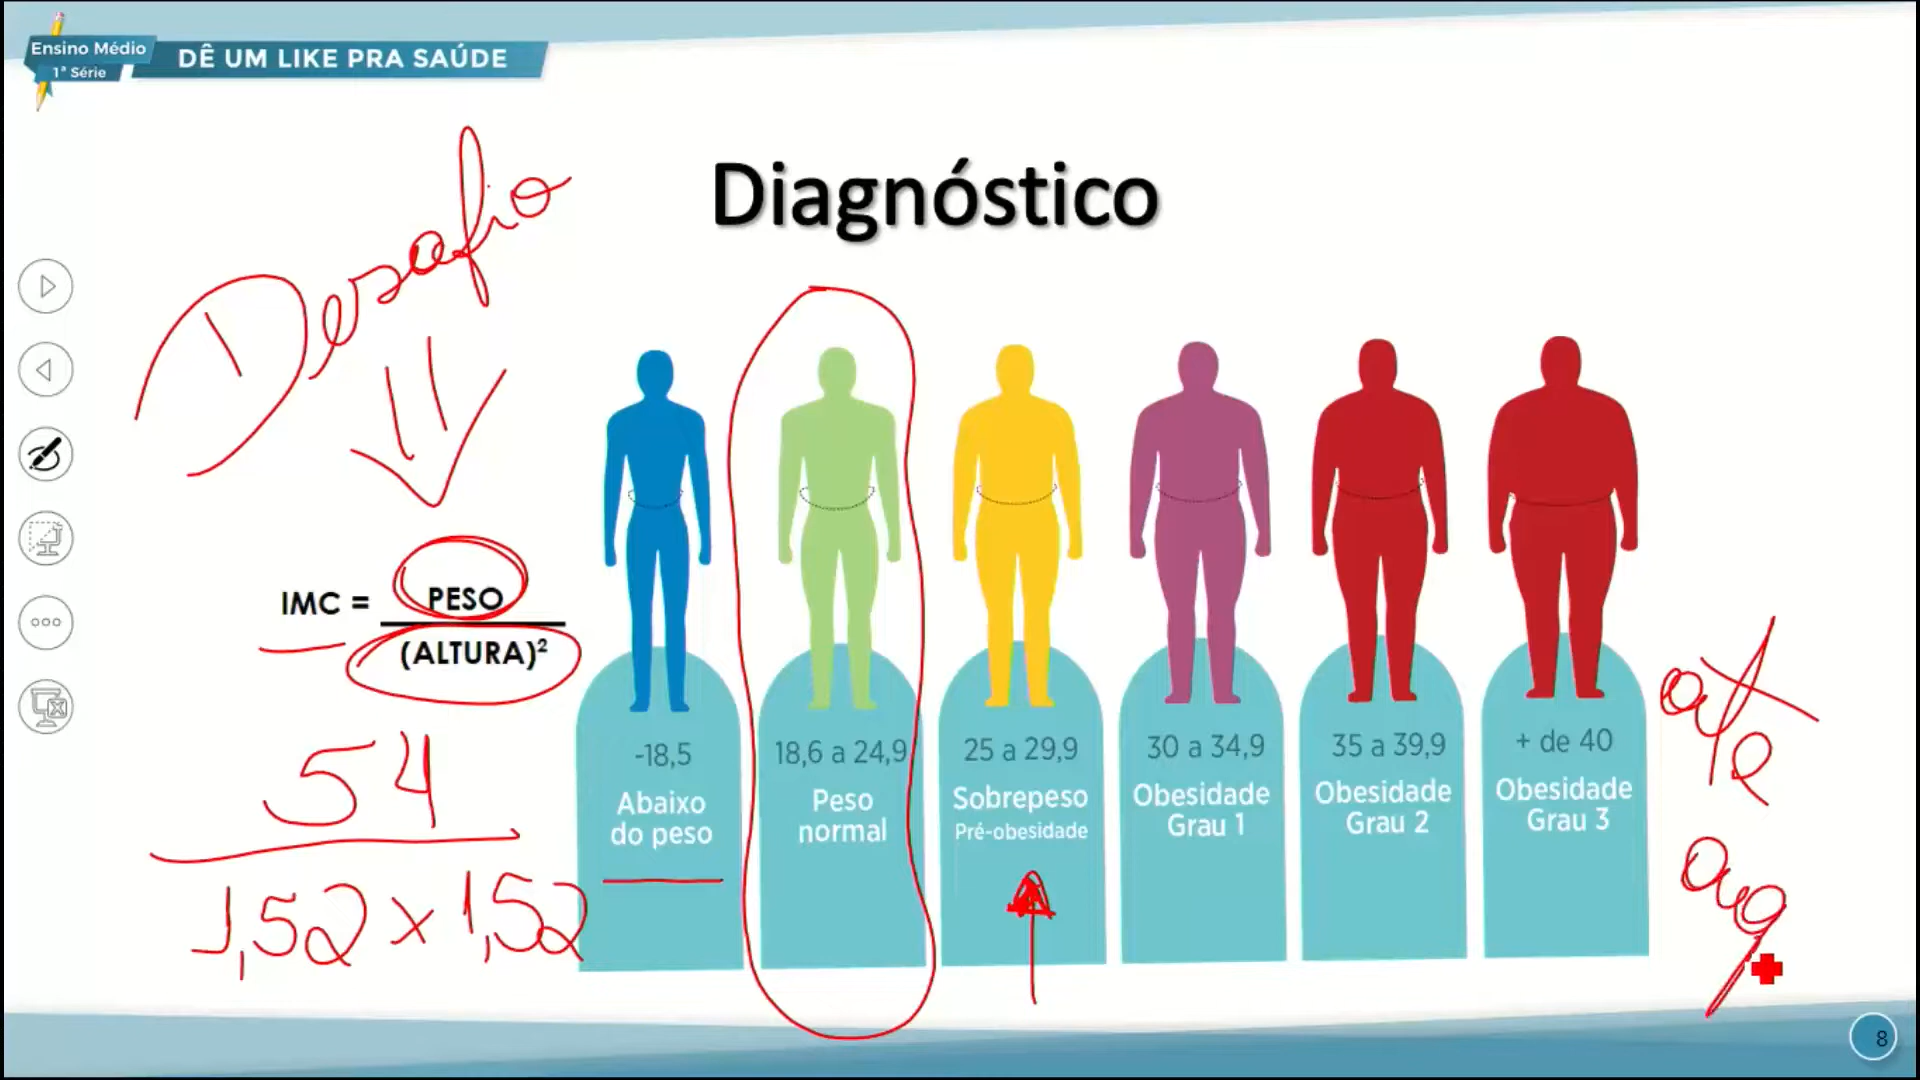 Ensino Médio
1ª Série
DÊ UM LIKE PRA SAÚDE
Diagnóstico
Desafio
IMC = PESO
(ALTURA)²
54
1,52 x 1,52
-18,5
Abaixo
do peso
18,6 a 24,9
Peso
normal
25 a 29,9
Sobrepeso
Pré-obesidade
30 a 34,9
Obesidade
Grau 1
35 a 39,9
Obesidade
Grau 2
+ de 40
Obesidade
Grau 3
até
8